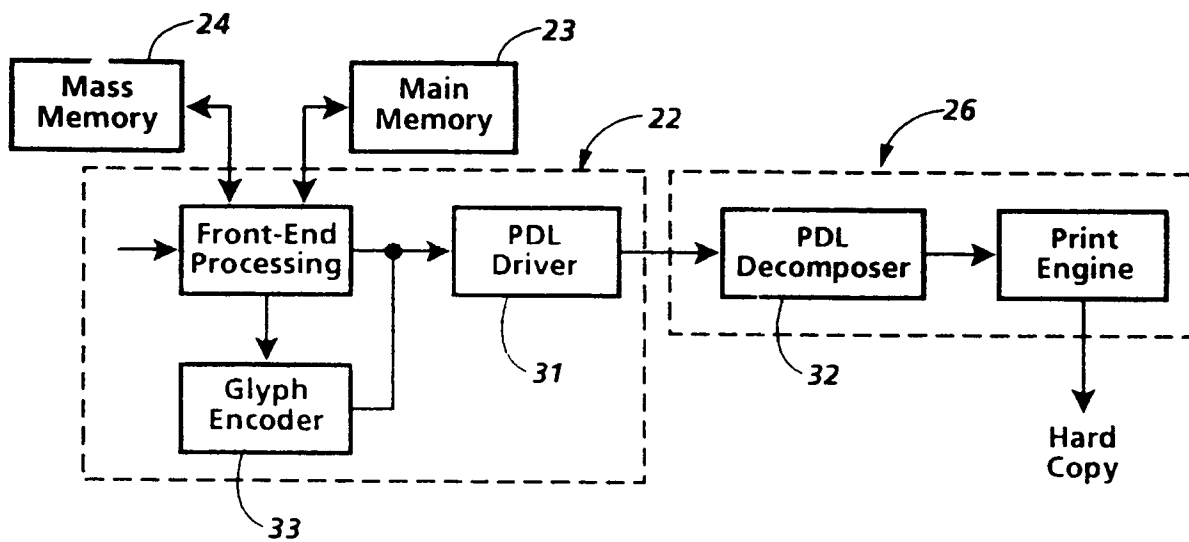 24
23
Mass
Memory
Main
Memory
22
26
Front-End
Processing
PDL
Driver
PDL
Decomposer
Print
Engine
31
32
Glyph
Encoder
Hard
Copy
33